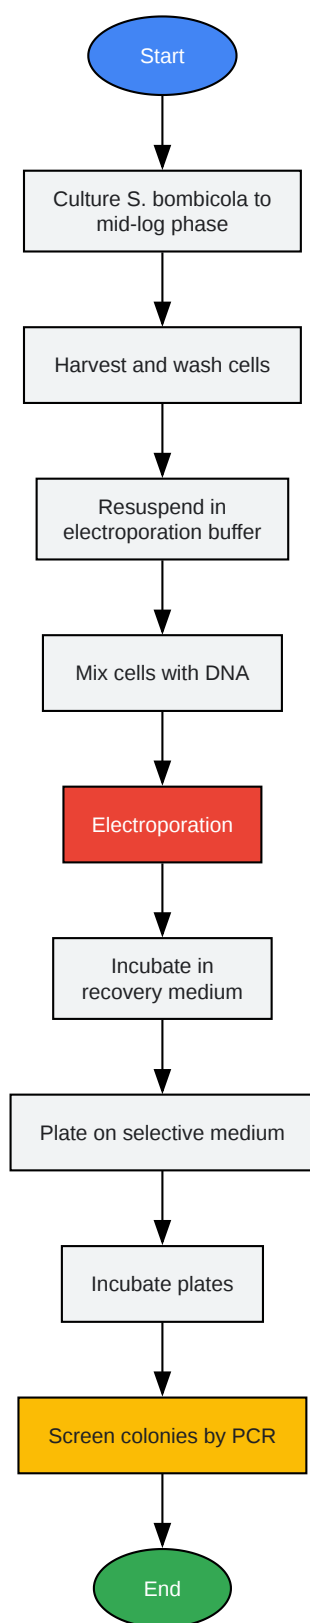 Start
Culture S. bombicola to
mid-log phase
Harvest and wash cells
Resuspend in
electroporation buffer
Mix cells with DNA
Electroporation
Incubate in
recovery medium
Plate on selective medium
Incubate plates
Screen colonies by PCR
End